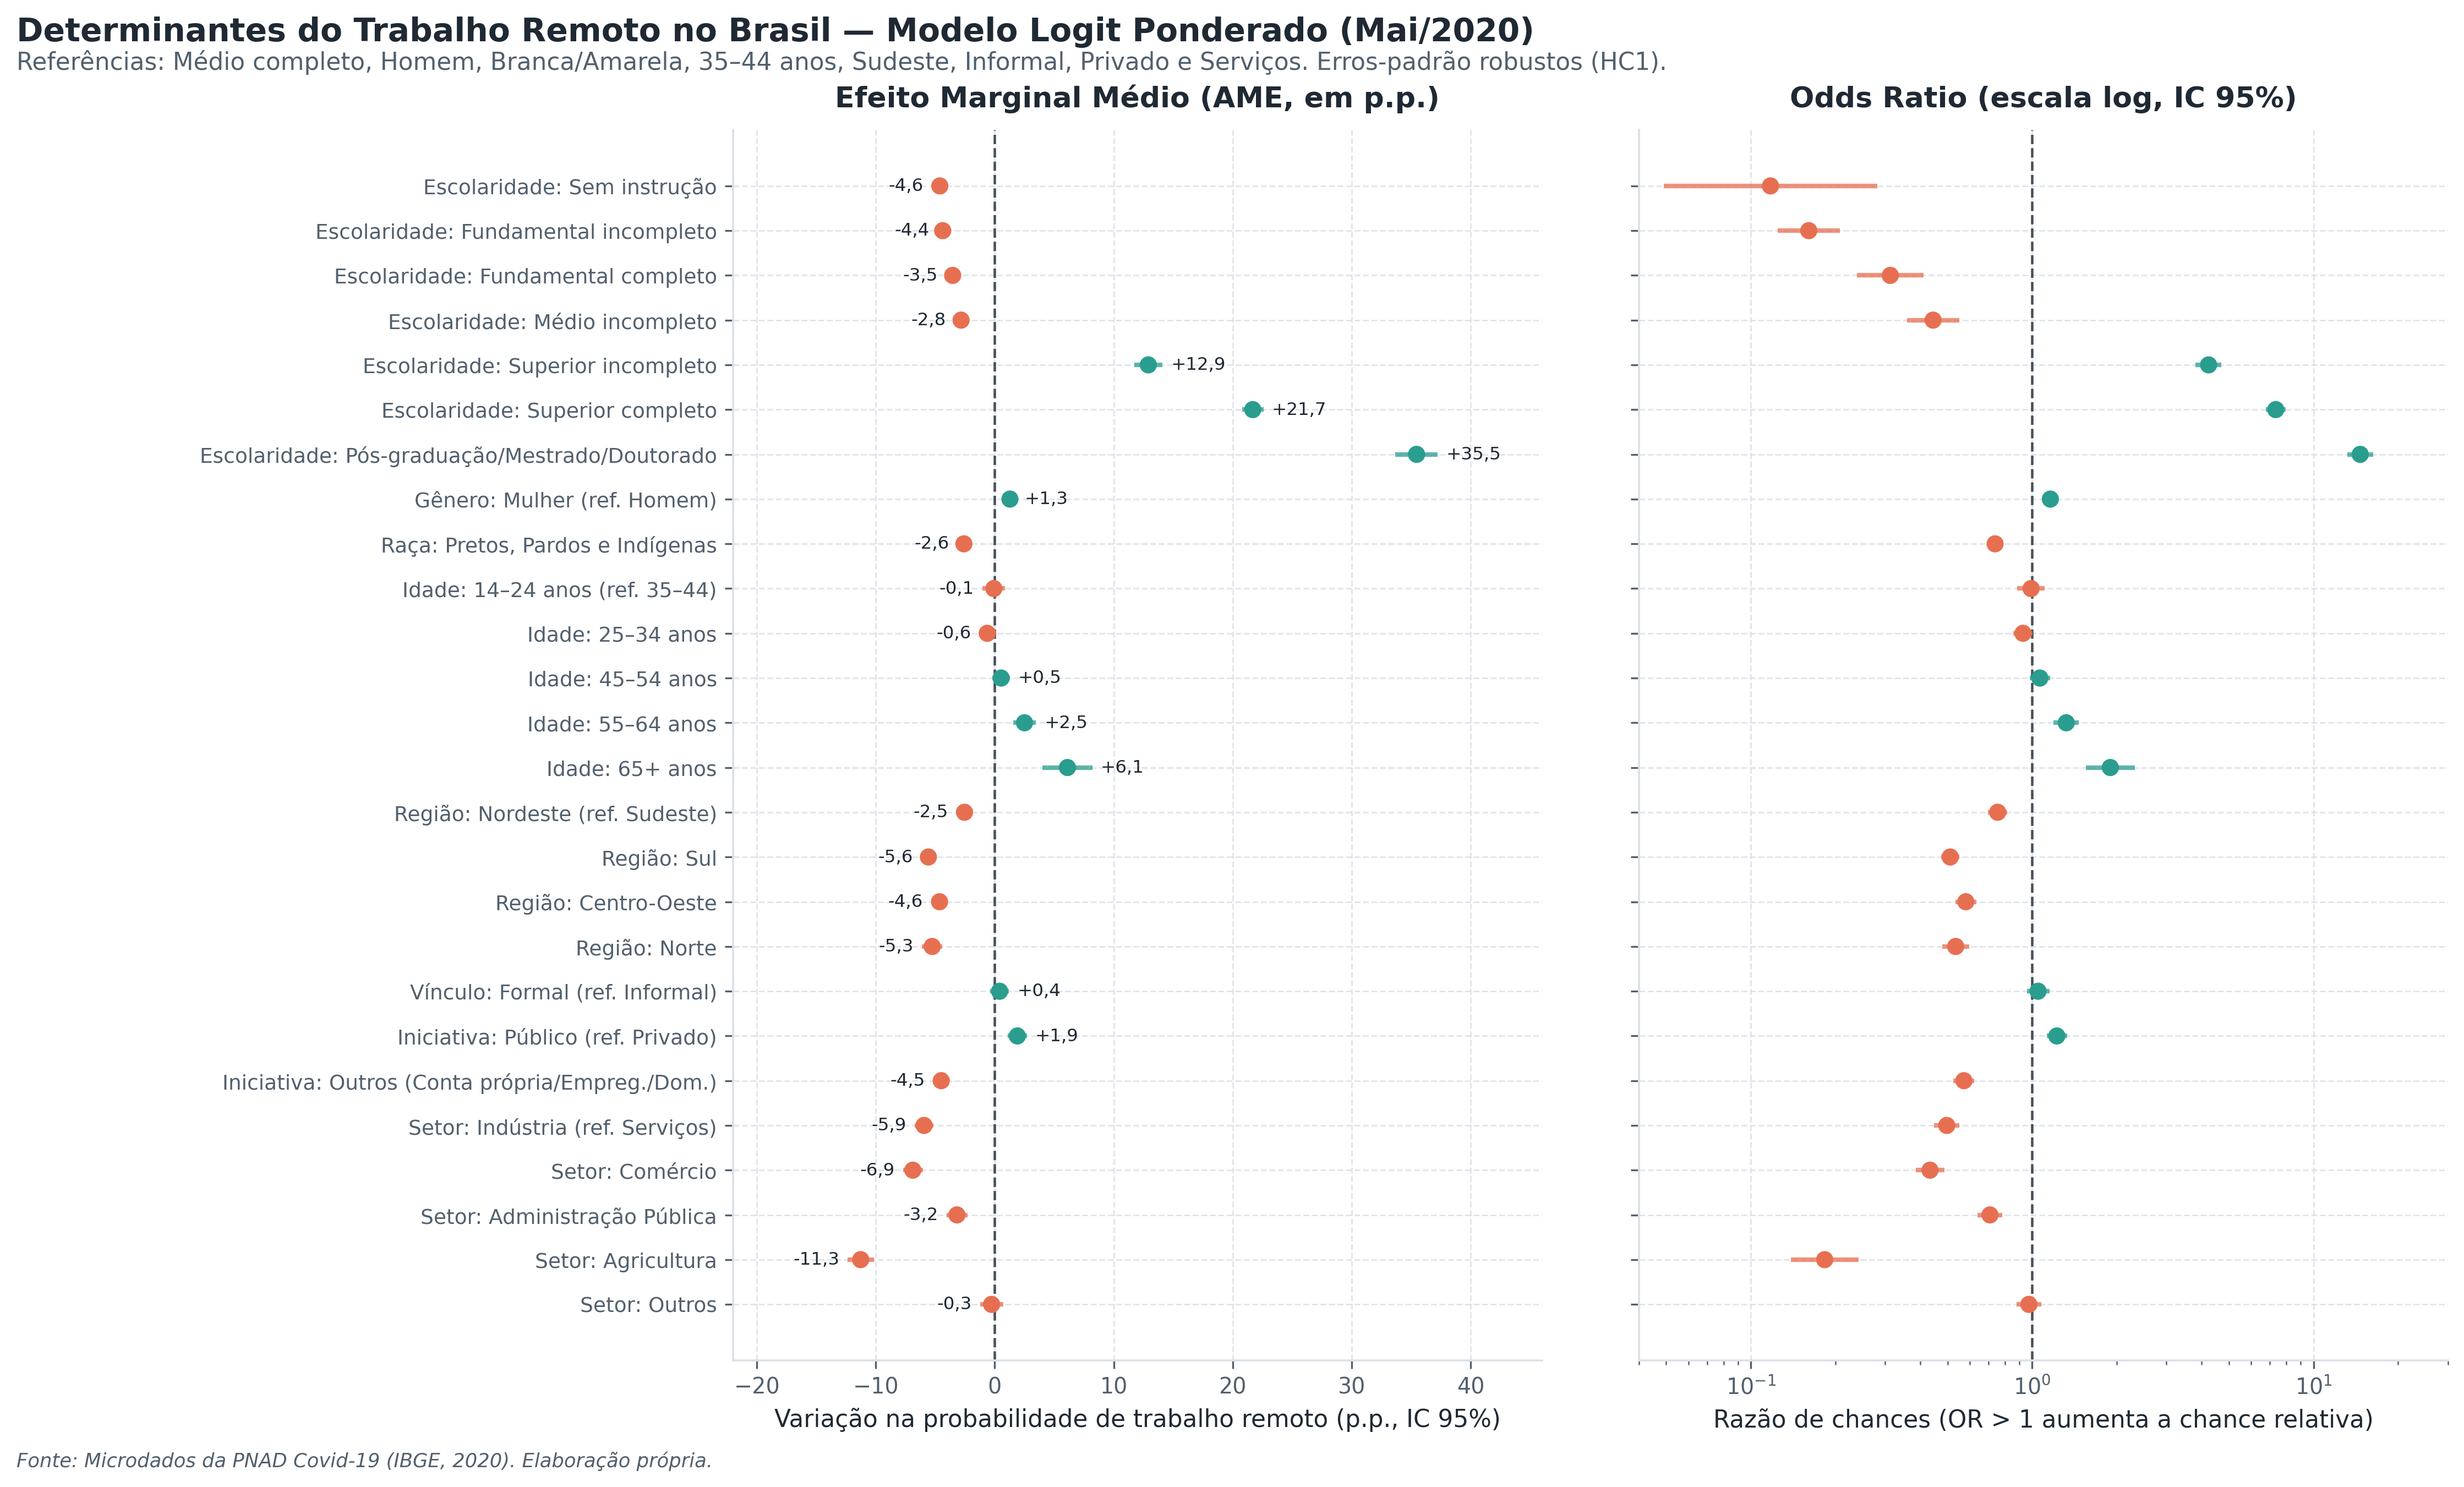 Determinantes do Trabalho Remoto no Brasil — Modelo Logit Ponderado (Mai/2020)
Referências: Médio completo, Homem, Branca/Amarela, 35–44 anos, Sudeste, Informal, Privado e Serviços. Erros-padrão robustos (HC1).
Efeito Marginal Médio (AME, em p.p.)
Odds Ratio (escala log, IC 95%)
Escolaridade: Sem instrução -4,6
Escolaridade: Fundamental incompleto -4,4
Escolaridade: Fundamental completo -3,5
Escolaridade: Médio incompleto -2,8
Escolaridade: Superior incompleto +12,9
Escolaridade: Superior completo +21,7
Escolaridade: Pós-graduação/Mestrado/Doutorado +35,5
Gênero: Mulher (ref. Homem) +1,3
Raça: Pretos, Pardos e Indígenas -2,6
Idade: 14–24 anos (ref. 35–44) -0,1
Idade: 25–34 anos -0,6
Idade: 45–54 anos +0,5
Idade: 55–64 anos +2,5
Idade: 65+ anos +6,1
Região: Nordeste (ref. Sudeste) -2,5
Região: Sul -5,6
Região: Centro-Oeste -4,6
Região: Norte -5,3
Vínculo: Formal (ref. Informal) +0,4
Iniciativa: Público (ref. Privado) +1,9
Iniciativa: Outros (Conta própria/Empreg./Dom.) -4,5
Setor: Indústria (ref. Serviços) -5,9
Setor: Comércio -6,9
Setor: Administração Pública -3,2
Setor: Agricultura -11,3
Setor: Outros -0,3
−20 −10 0 10 20 30 40
10⁻¹ 10⁰ 10¹
Variação na probabilidade de trabalho remoto (p.p., IC 95%)
Razão de chances (OR > 1 aumenta a chance relativa)
Fonte: Microdados da PNAD Covid-19 (IBGE, 2020). Elaboração própria.